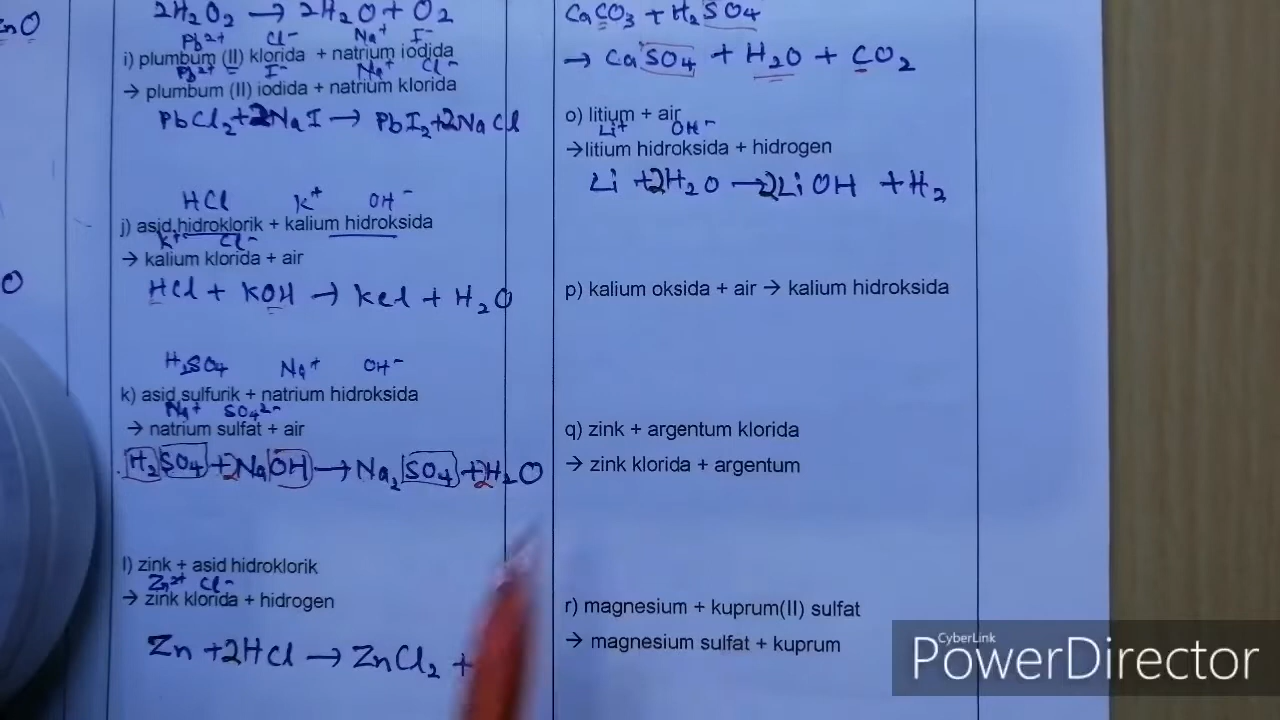 nO
O
2H2O2 → 2H2O + O2
Pb2+ Cl- Na+ I-
i) plumbum (II) klorida + natrium iodida
Pb2+ I- Na+ Cl-
→ plumbum (II) iodida + natrium klorida
PbCl2 + 2NaI → PbI2 + 2NaCl
HCl K+ OH-
j) asid hidroklorik + kalium hidroksida
K+ Cl-
→ kalium klorida + air
HCl + KOH → KCl + H2O
H2SO4 Na+ OH-
k) asid sulfurik + natrium hidroksida
Na+ SO42-
→ natrium sulfat + air
H2SO4 + 2NaOH → Na2SO4 + 2H2O
l) zink + asid hidroklorik
Zn2+ Cl-
→ zink klorida + hidrogen
Zn + 2HCl → ZnCl2 +
CaCO3 + H2SO4
→ CaSO4 + H2O + CO2
o) litium + air
Li+ OH-
→ litium hidroksida + hidrogen
Li + 2H2O → 2LiOH + H2
p) kalium oksida + air → kalium hidroksida
q) zink + argentum klorida
→ zink klorida + argentum
r) magnesium + kuprum(II) sulfat
→ magnesium sulfat + kuprum
CyberLink
PowerDirector